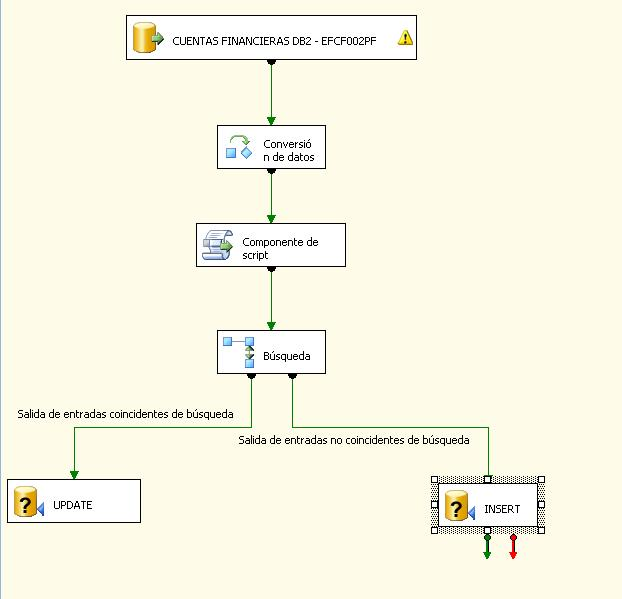 CUENTAS FINANCIERAS DB2 - EFCF002PF
Conversió
n de datos
Componente de
script
Búsqueda
Salida de entradas coincidentes de búsqueda
Salida de entradas no coincidentes de búsqueda
? UPDATE
? INSERT